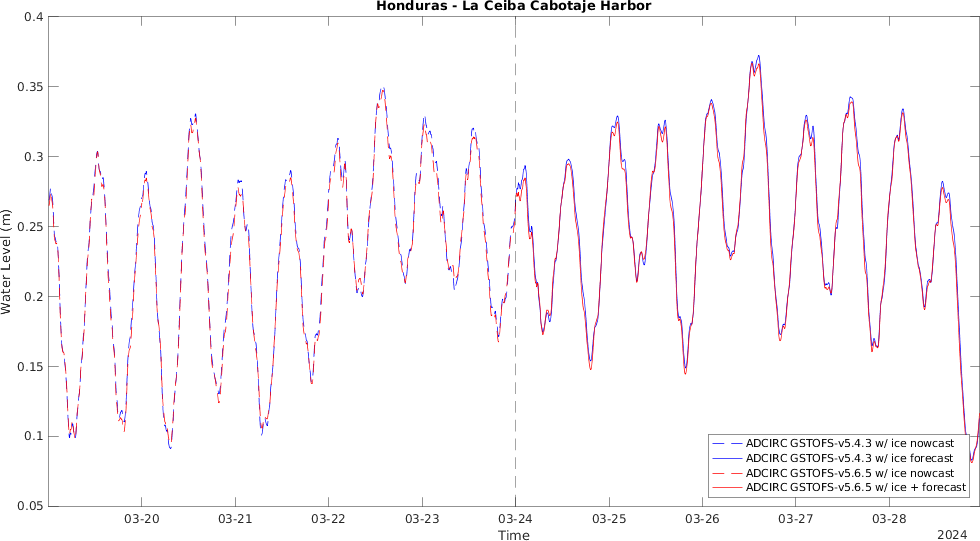 Honduras - La Ceiba Cabotaje Harbor
0.4
0.35
0.3
0.25
0.2
0.15
0.1
0.05
Water Level (m)
ADCIRC GSTOFS-v5.4.3 w/ ice nowcast
ADCIRC GSTOFS-v5.4.3 w/ ice forecast
ADCIRC GSTOFS-v5.6.5 w/ ice nowcast
ADCIRC GSTOFS-v5.6.5 w/ ice + forecast
03-20 03-21 03-22 03-23 03-24 03-25 03-26 03-27 03-28
Time
2024